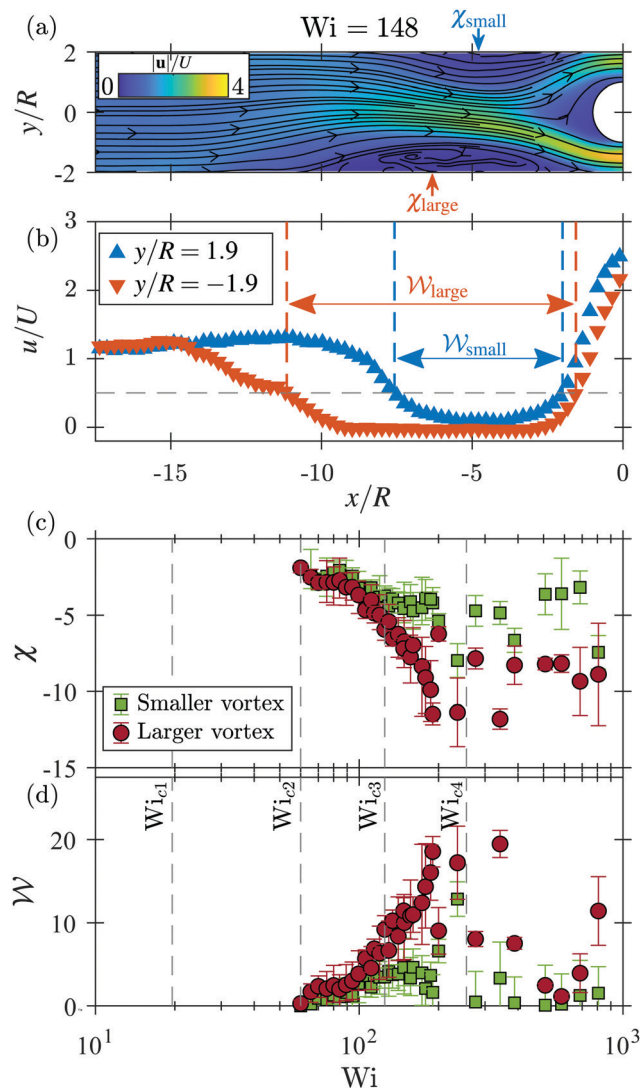 (a)
Wi = 148
χsmall
|u|/U
0
4
2
0
-2
y/R
χlarge
(b)
3
2
1
0
u/U
y/R = 1.9
y/R = −1.9
𝒲large
𝒲small
-15
-10
-5
0
x/R
(c)
0
-5
-10
-15
χ
Smaller vortex
Larger vortex
(d)
Wic1
Wic2
Wic3
Wic4
20
10
0
𝒲
10¹
10²
10³
Wi